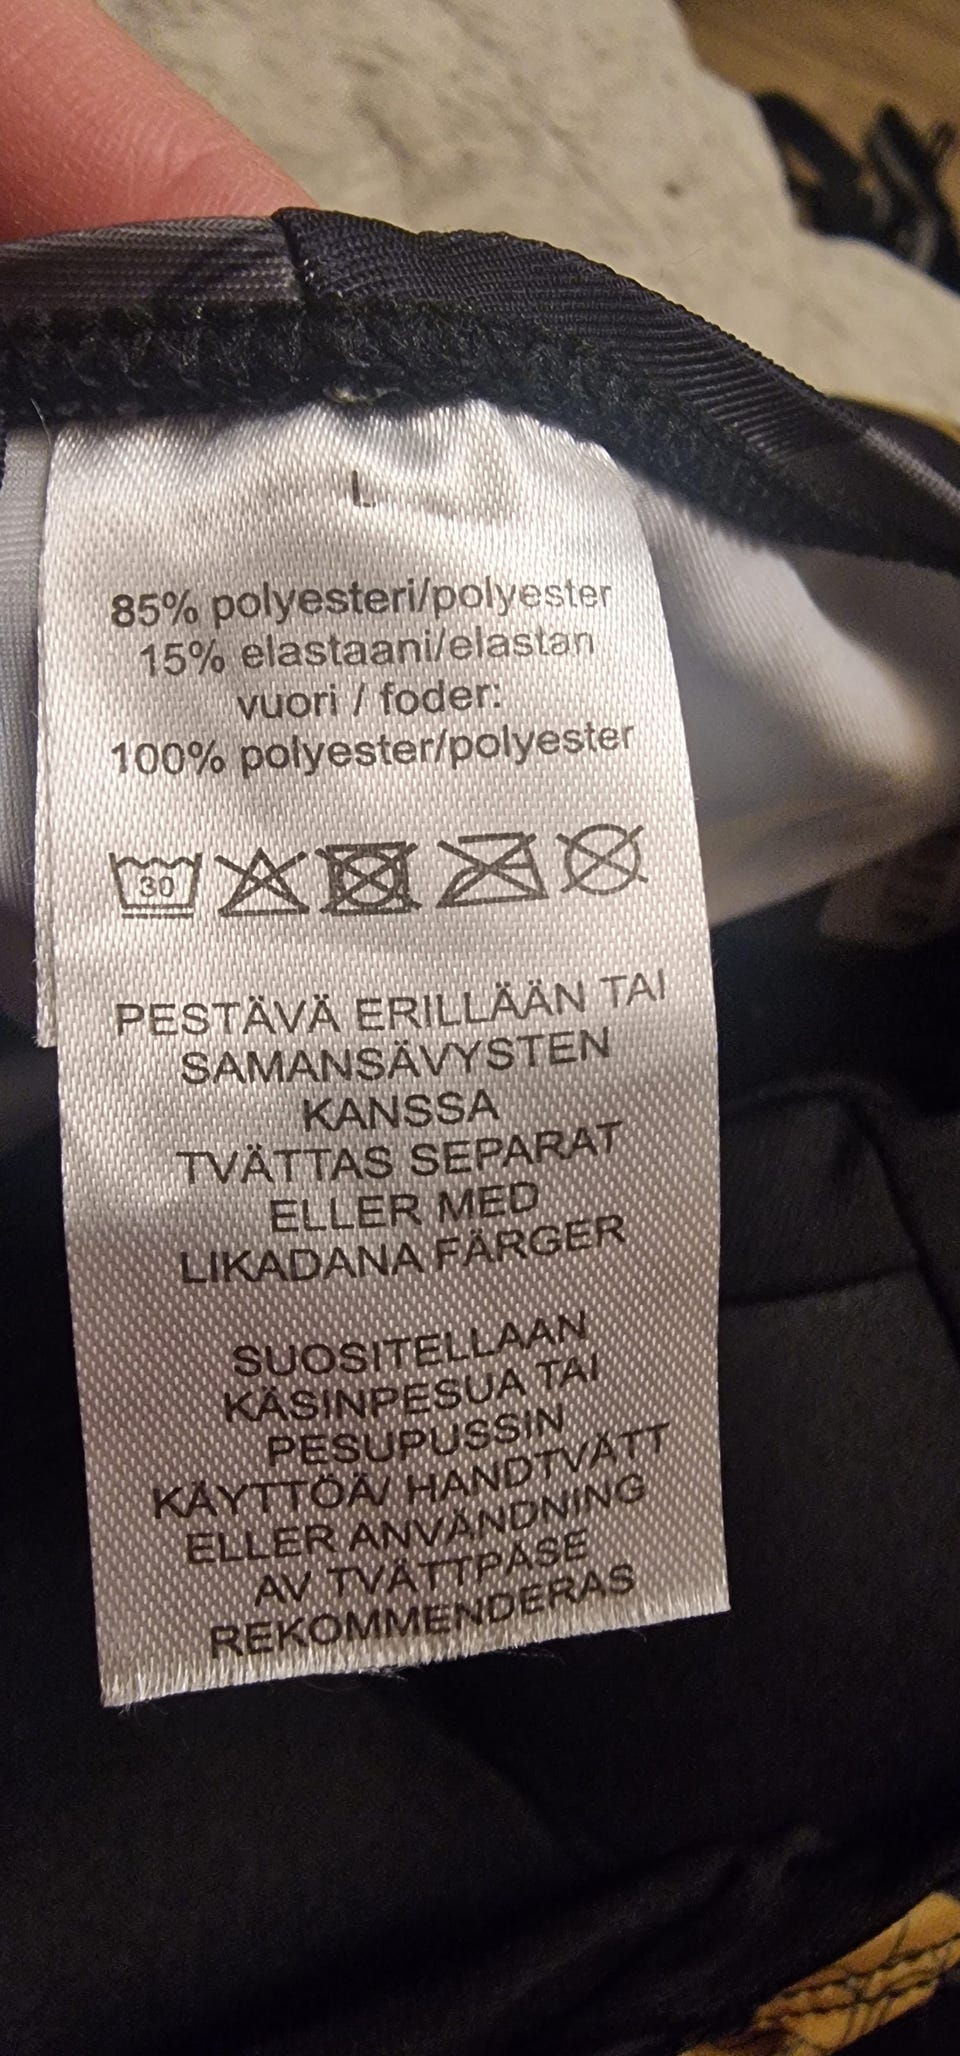 L
85% polyesteri/polyester
15% elastaani/elastan
vuori / foder:
100% polyester/polyester
30
PESTÄVÄ ERILLÄÄN TAI
SAMANSÄVYSTEN
KANSSA
TVÄTTAS SEPARAT
ELLER MED
LIKADANA FÄRGER
SUOSITELLAAN
KÄSINPESUA TAI
PESUPUSSIN
KÄYTTÖÄ/ HANDTVÄTT
ELLER ANVÄNDNING
AV TVÄTTPÅSE
REKOMMENDERAS